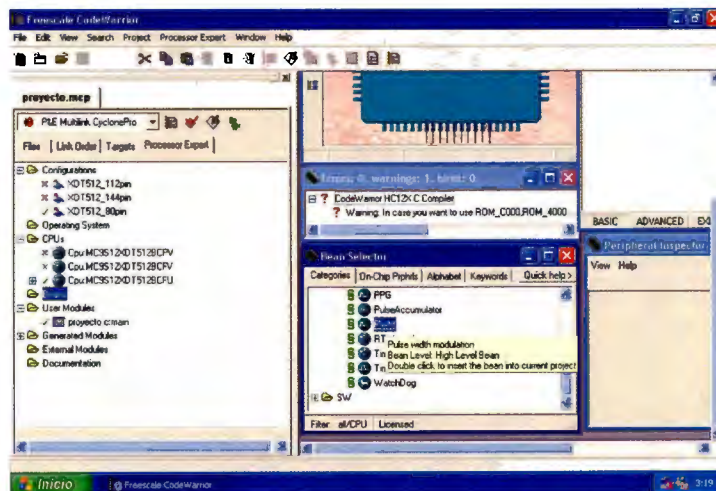 Freescale CodeWarrior
File Edit View Search Project Processor Expert Window Help
proyecto.mcp
P&E Multilink CyclonePro
Files Link Order Targets Processor Expert
Configurations
XDT512_112pin
XDT512_144pin
XDT512_80pin
Operating System
CPUs
Cpu:MC9S12XDT512BCPV
Cpu:MC9S12XDT512BCFV
Cpu:MC9S12XDT512BCFU
User Modules
proyecto.c:main
Generated Modules
External Modules
Documentation
Errors: 0, warnings: 1, hints: 0
CodeWarrior HC12X C Compiler
Warning: In case you want to use ROM_C000,ROM_4000
BASIC ADVANCED
Bean Selector
Categories On-Chip Prphrls Alphabet Keywords Quick help >
PPG
PulseAccumulator
Pulse width modulation
Bean Level: High Level Bean
Double click to insert the bean into current project
WatchDog
SW
Filter: all/CPU Licensed
Peripheral Inspector
View Help
Inicio
Freescale CodeWarrior
3:19